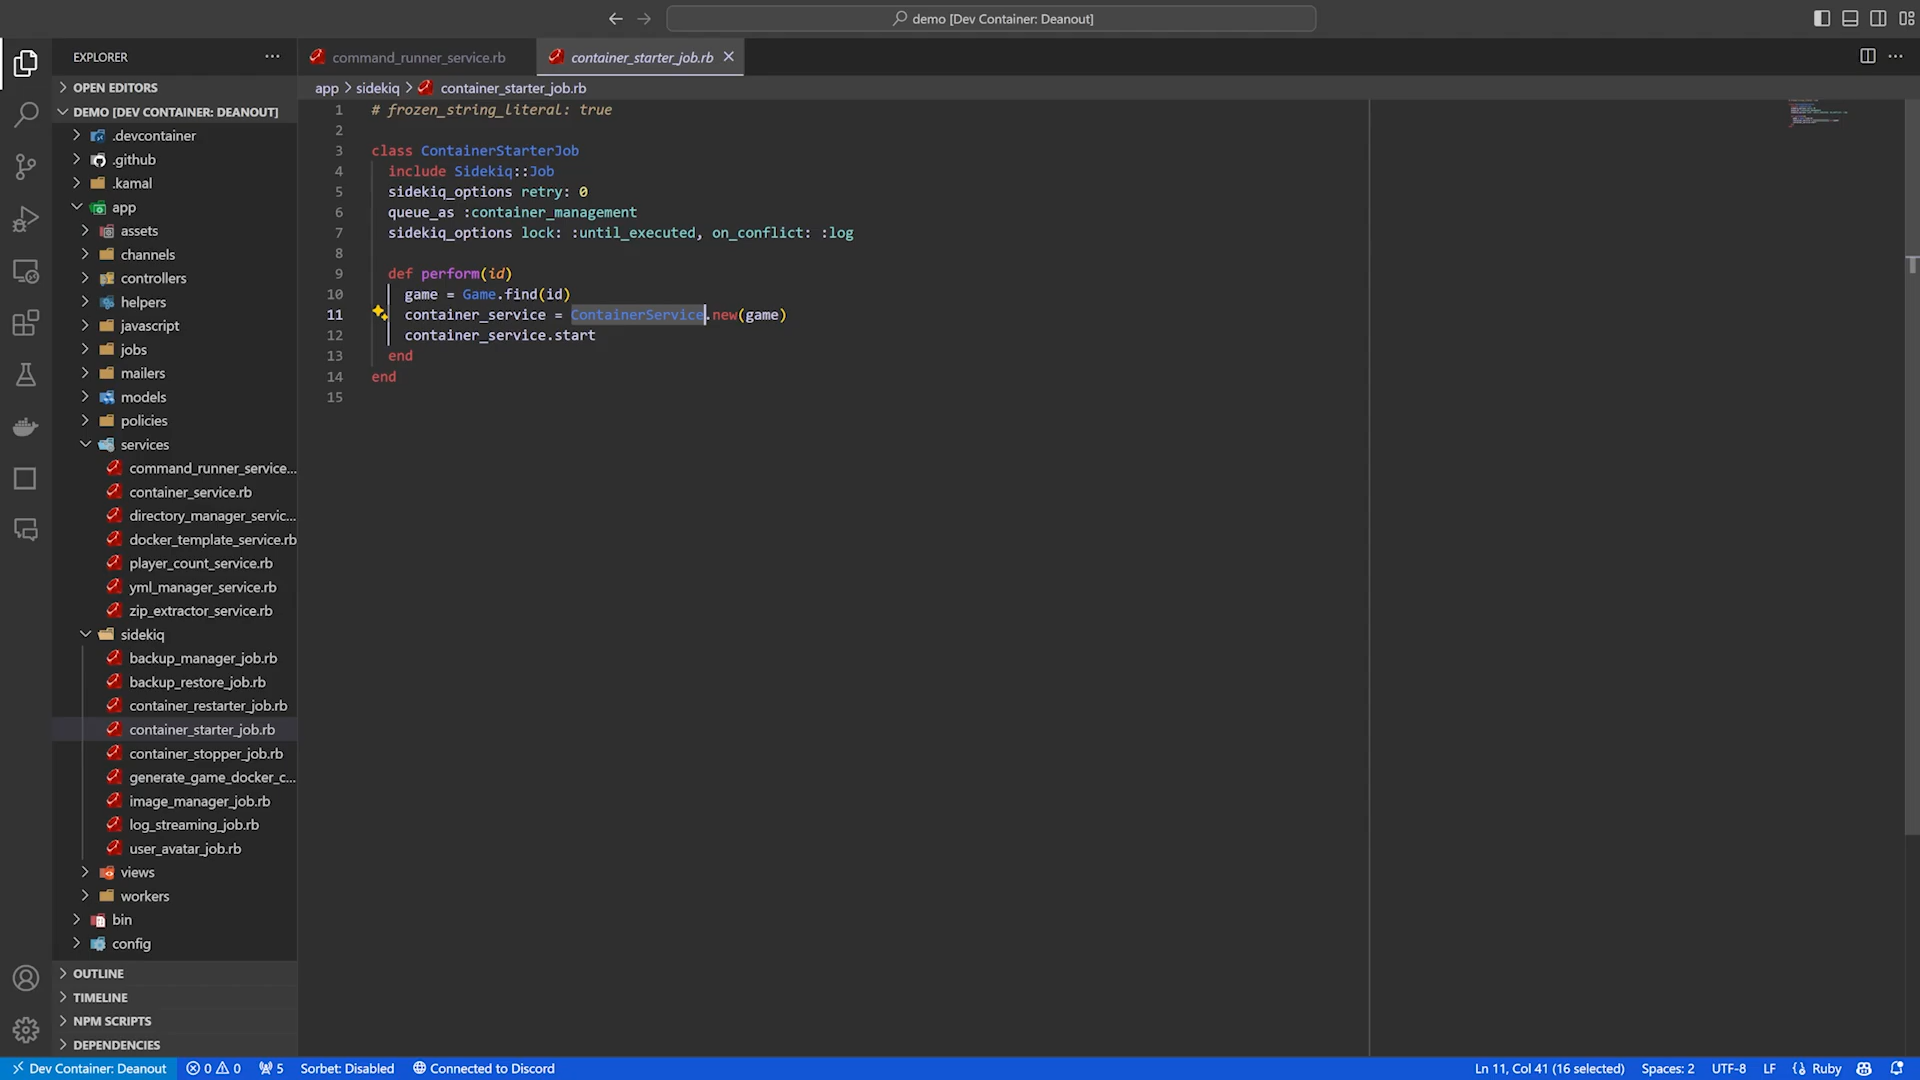 demo [Dev Container: Deanout]
EXPLORER
OPEN EDITORS
DEMO [DEV CONTAINER: DEANOUT]
.devcontainer
.github
.kamal
app
assets
channels
controllers
helpers
javascript
jobs
mailers
models
policies
services
command_runner_service...
container_service.rb
directory_manager_servic...
docker_template_service.rb
player_count_service.rb
yml_manager_service.rb
zip_extractor_service.rb
sidekiq
backup_manager_job.rb
backup_restore_job.rb
container_restarter_job.rb
container_starter_job.rb
container_stopper_job.rb
generate_game_docker_c...
image_manager_job.rb
log_streaming_job.rb
user_avatar_job.rb
views
workers
bin
config
OUTLINE
TIMELINE
NPM SCRIPTS
DEPENDENCIES
command_runner_service.rb
container_starter_job.rb
app > sidekiq > container_starter_job.rb
1 # frozen_string_literal: true
2
3 class ContainerStarterJob
4 include Sidekiq::Job
5 sidekiq_options retry: 0
6 queue_as :container_management
7 sidekiq_options lock: :until_executed, on_conflict: :log
8
9 def perform(id)
10 game = Game.find(id)
11 container_service = ContainerService.new(game)
12 container_service.start
13 end
14 end
15
Dev Container: Deanout 0 0 5 Sorbet: Disabled Connected to Discord Ln 11, Col 41 (16 selected) Spaces: 2 UTF-8 LF Ruby